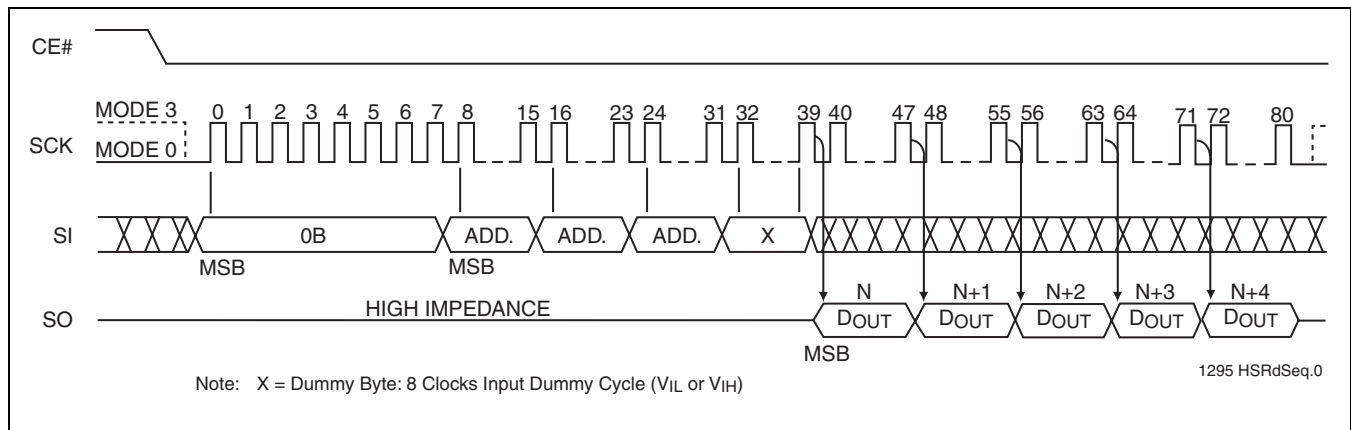 CE#
MODE 3
0 1 2 3 4 5 6 7 8 15 16 23 24 31 32 39 40 47 48 55 56 63 64 71 72 80
SCK
MODE 0
SI
0B
ADD.
ADD.
ADD.
X
MSB
MSB
N
N+1
N+2
N+3
N+4
HIGH IMPEDANCE
SO
DOUT
DOUT
DOUT
DOUT
DOUT
MSB
1295 HSRdSeq.0
Note: X = Dummy Byte: 8 Clocks Input Dummy Cycle (VIL or VIH)